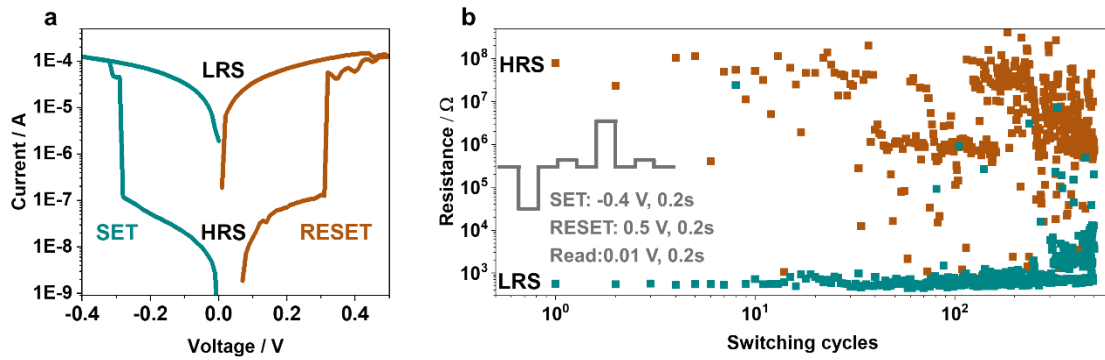 a
1E-4
1E-5
1E-6
1E-7
1E-8
1E-9
Current / A
LRS
HRS
SET
RESET
-0.4 -0.2 0.0 0.2 0.4
Voltage / V
b
10⁸
10⁷
10⁶
10⁵
10⁴
10³
Resistance / Ω
HRS
SET: -0.4 V, 0.2s
RESET: 0.5 V, 0.2s
Read:0.01 V, 0.2s
LRS
10⁰ 10¹ 10²
Switching cycles